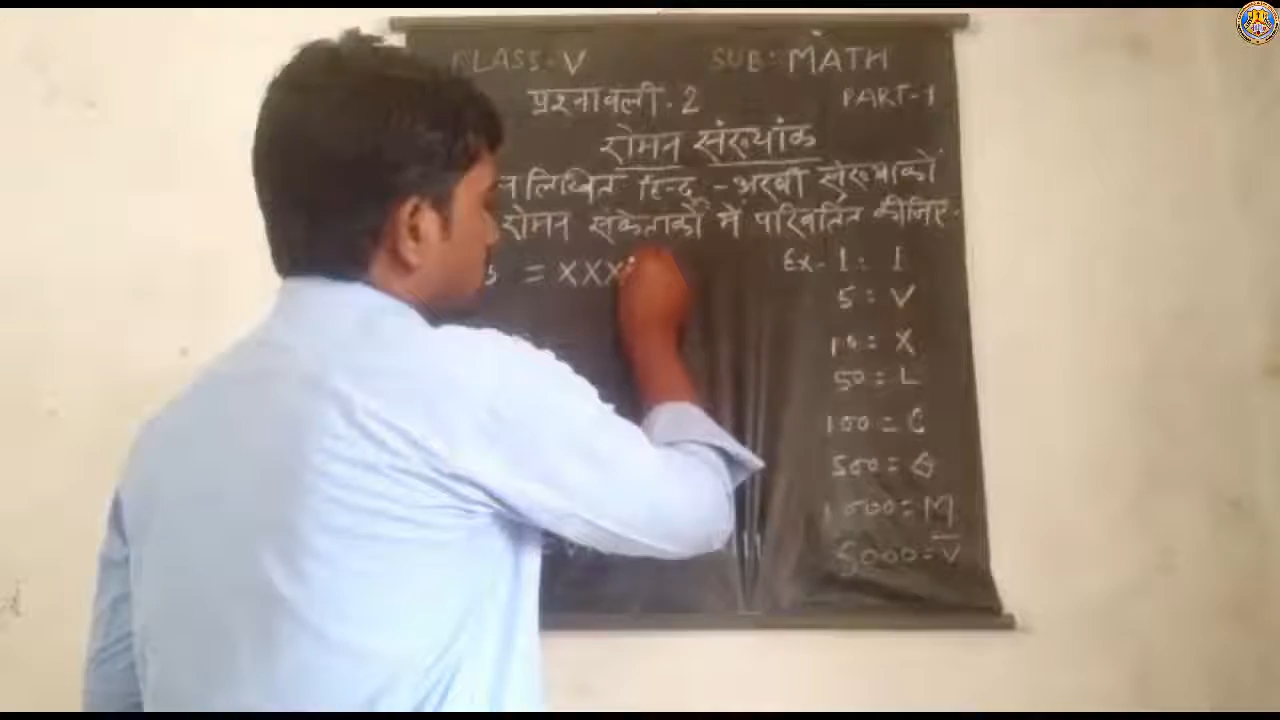 CLASS:- V SUB:- MATH
प्रश्नावली. 2 PART-1
रोमन संख्यांक
लिखित हिन्दू - अरबी संख्याकों
रोमन संकेताकों में परिवर्तित कीजिए.
= XXX Ex- 1 = I
5 = V
10 = X
50 = L
100 = C
500 =
1000 = M
5000 = V̅